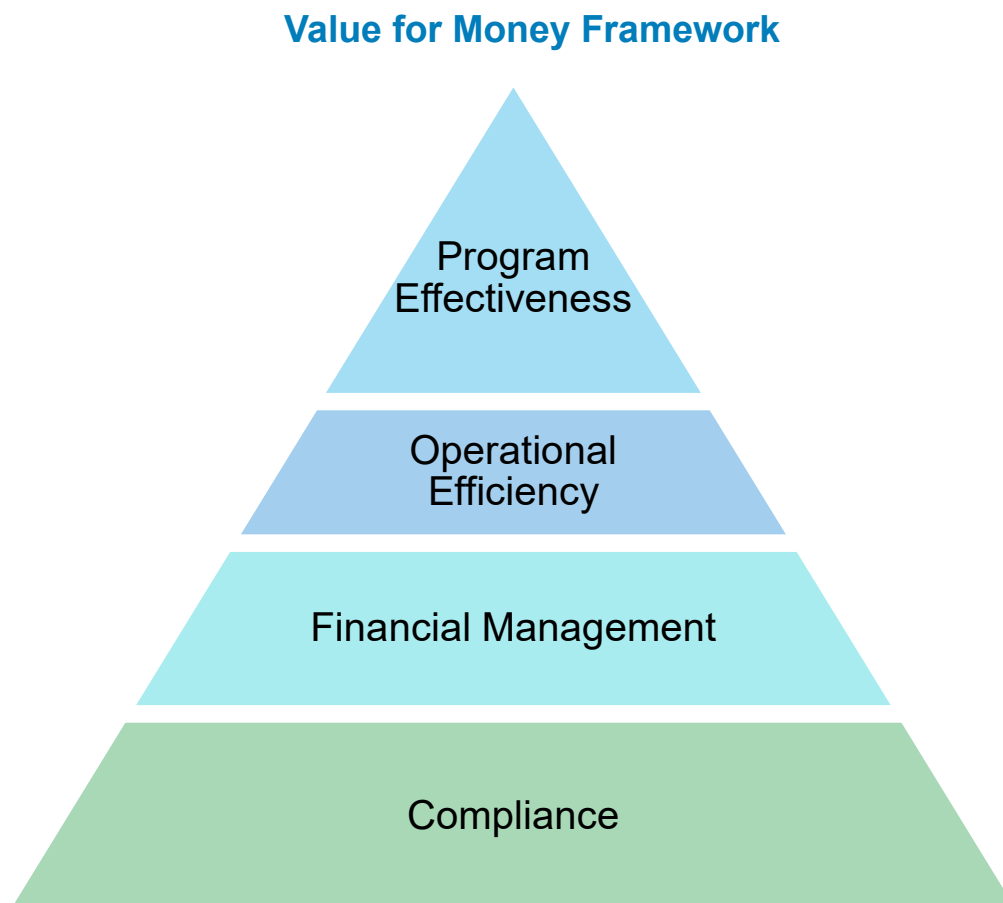 Value for Money Framework
Program
Effectiveness
Operational
Efficiency
Financial Management
Compliance